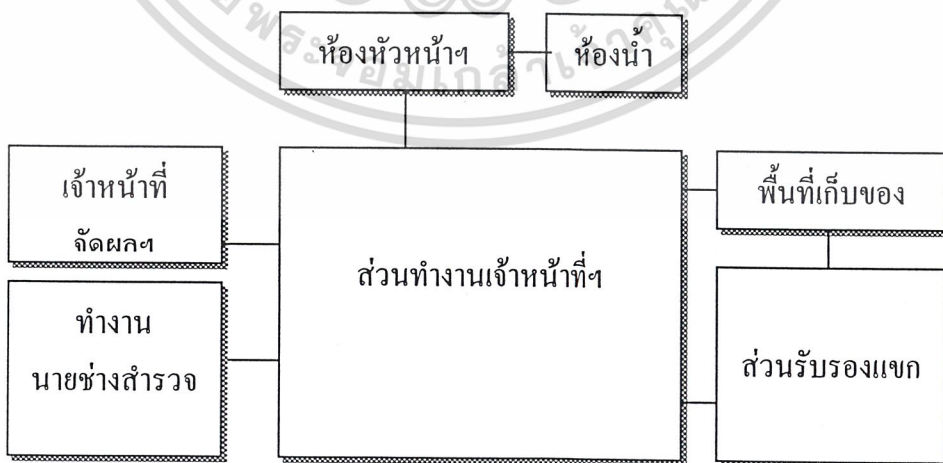 ห้องหัวหน้าฯ
ห้องน้ำ
เจ้าหน้าที่
จัดผลฯ
พื้นที่เก็บของ
ส่วนทำงานเจ้าหน้าที่ฯ
ทำงาน
นายช่างสำรวจ
ส่วนรับรองแขก